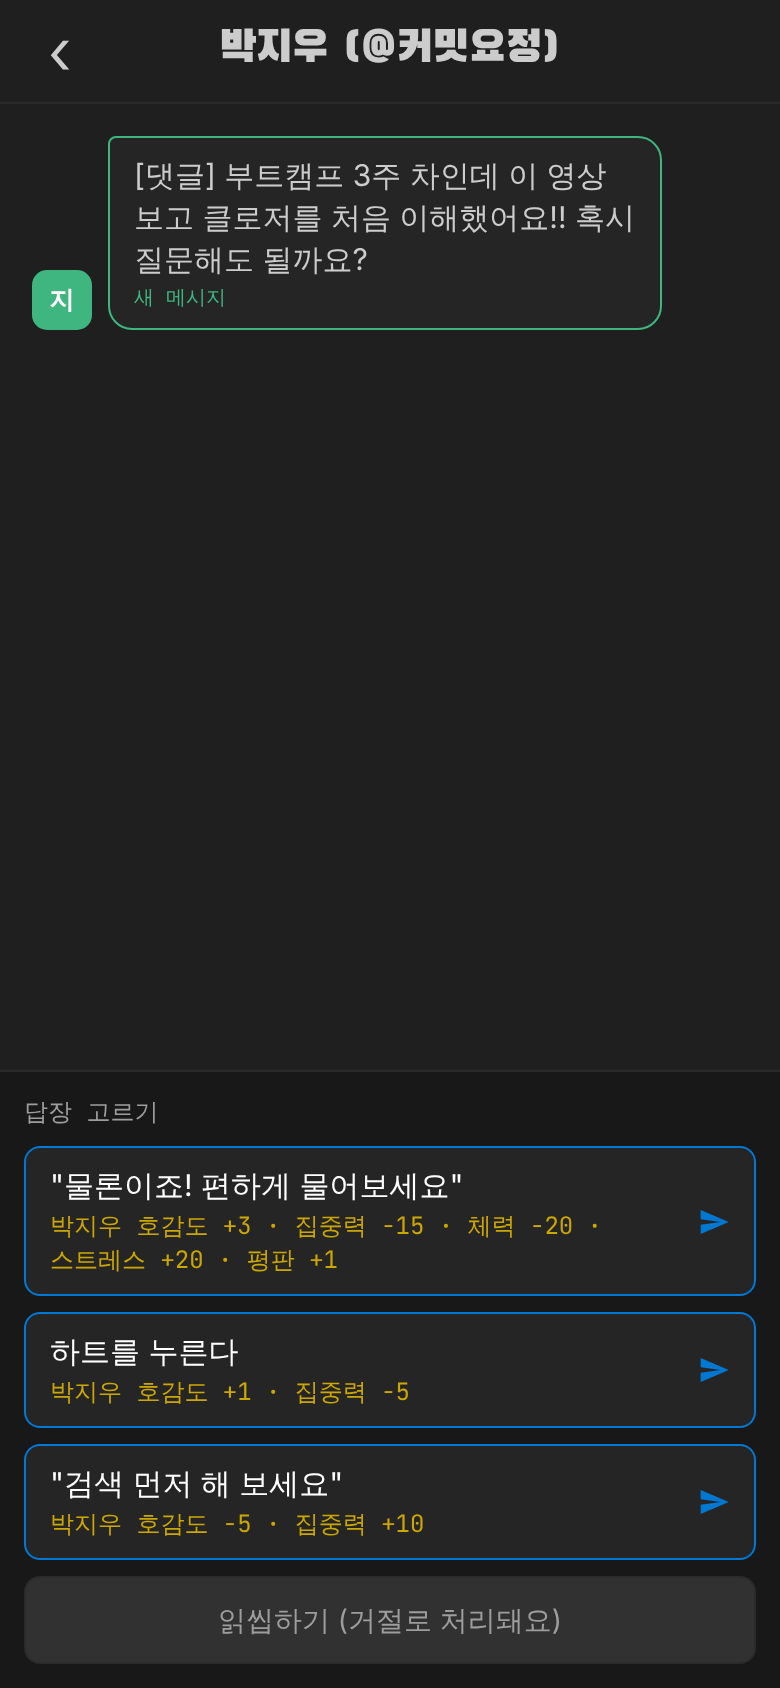 박지우 (@커밋요정)
[댓글] 부트캠프 3주 차인데 이 영상
보고 클로저를 처음 이해했어요!! 혹시
질문해도 될까요?
새 메시지
지
답장 고르기
"물론이죠! 편하게 물어보세요"
박지우 호감도 +3 · 집중력 -15 · 체력 -20 ·
스트레스 +20 · 평판 +1
하트를 누른다
박지우 호감도 +1 · 집중력 -5
"검색 먼저 해 보세요"
박지우 호감도 -5 · 집중력 +10
읽씹하기 (거절로 처리돼요)